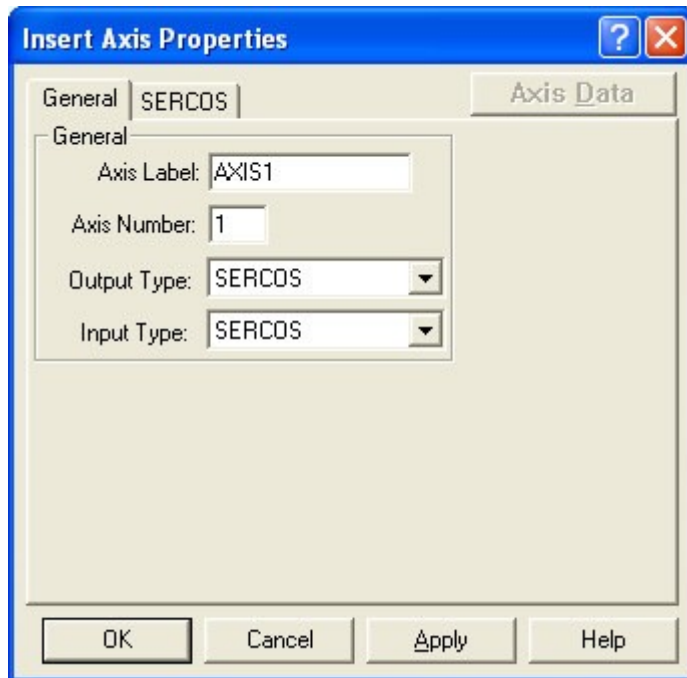 Insert Axis Properties
?
General
SERCOS
Axis Data
General
Axis Label: AXIS1
Axis Number: 1
Output Type: SERCOS
Input Type: SERCOS
OK Cancel Apply Help